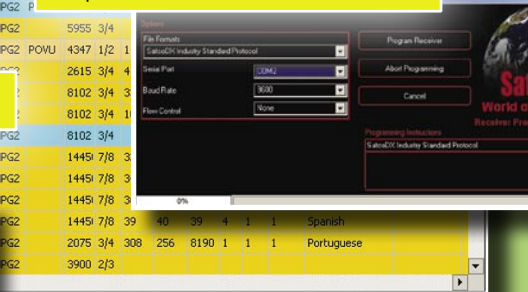 PG2
PG2 5955 3/4
PG2 POVU 4347 1/2 1
2615 3/4 4
PG2 8102 3/4 3
8102 3/4
PG2 8102 3/4
PG2 1445 7/8
PG2 1445 7/8
PG2 1445 7/8
PG2 1445 7/8 39 40 39 4 1 1 Spanish
PG2 2075 3/4 308 256 8190 1 1 1 Portuguese
PG2 3900 2/3
Options
File Formats
SatcoDX Industry Standard Protocol
Serial Port COM2
Baud Rate 9600
Flow Control None
0%
Program Receiver
Abort Programming
Cancel
Programming Instructions
SatcoDX Industry Standard Protocol
Sat
World o
Receiver Pro